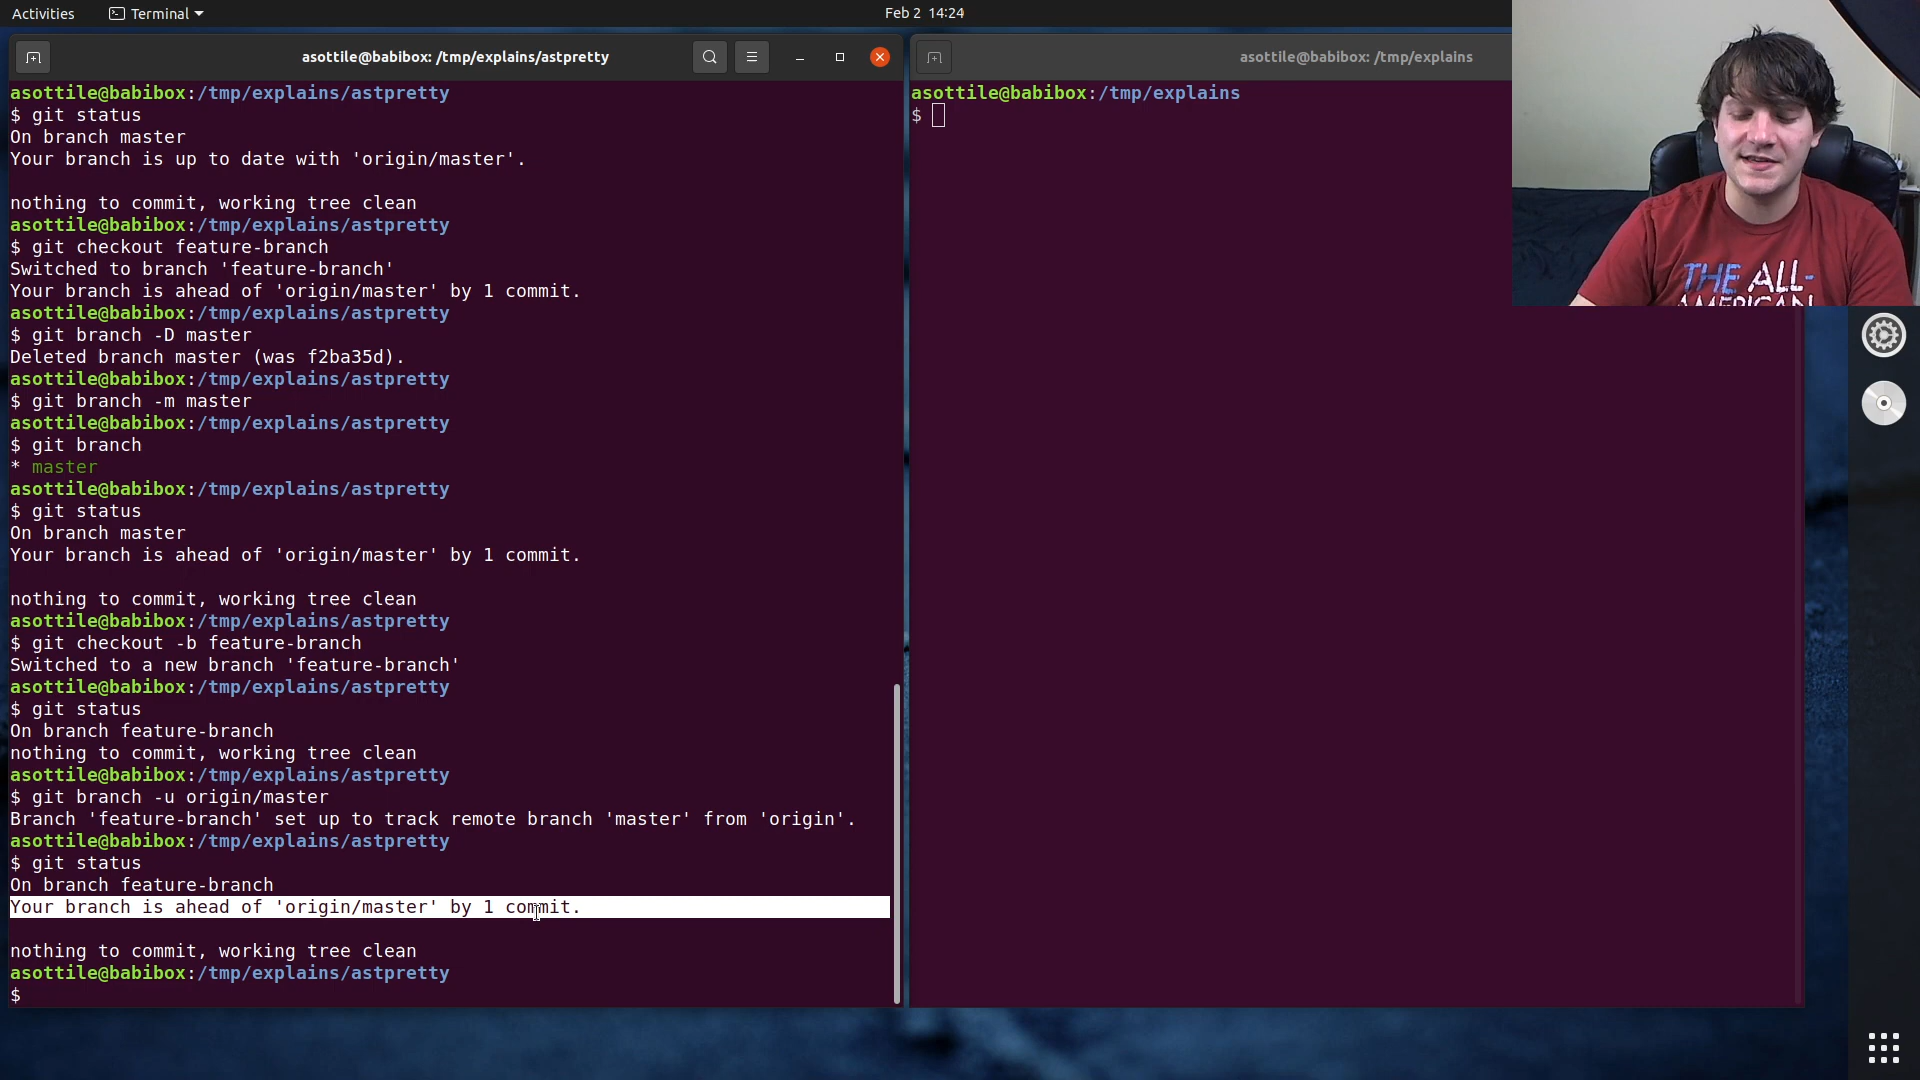 Activities
Terminal
Feb 2 14:24
asottile@babibox: /tmp/explains/astpretty
asottile@babibox:/tmp/explains/astpretty
$ git status
On branch master
Your branch is up to date with 'origin/master'.
nothing to commit, working tree clean
asottile@babibox:/tmp/explains/astpretty
$ git checkout feature-branch
Switched to branch 'feature-branch'
Your branch is ahead of 'origin/master' by 1 commit.
asottile@babibox:/tmp/explains/astpretty
$ git branch -D master
Deleted branch master (was f2ba35d).
asottile@babibox:/tmp/explains/astpretty
$ git branch -m master
asottile@babibox:/tmp/explains/astpretty
$ git branch
* master
asottile@babibox:/tmp/explains/astpretty
$ git status
On branch master
Your branch is ahead of 'origin/master' by 1 commit.
nothing to commit, working tree clean
asottile@babibox:/tmp/explains/astpretty
$ git checkout -b feature-branch
Switched to a new branch 'feature-branch'
asottile@babibox:/tmp/explains/astpretty
$ git status
On branch feature-branch
nothing to commit, working tree clean
asottile@babibox:/tmp/explains/astpretty
$ git branch -u origin/master
Branch 'feature-branch' set up to track remote branch 'master' from 'origin'.
asottile@babibox:/tmp/explains/astpretty
$ git status
On branch feature-branch
Your branch is ahead of 'origin/master' by 1 commit.
nothing to commit, working tree clean
asottile@babibox:/tmp/explains/astpretty
$
asottile@babibox: /tmp/explains
asottile@babibox:/tmp/explains
$
THE ALL-
AMERICAN